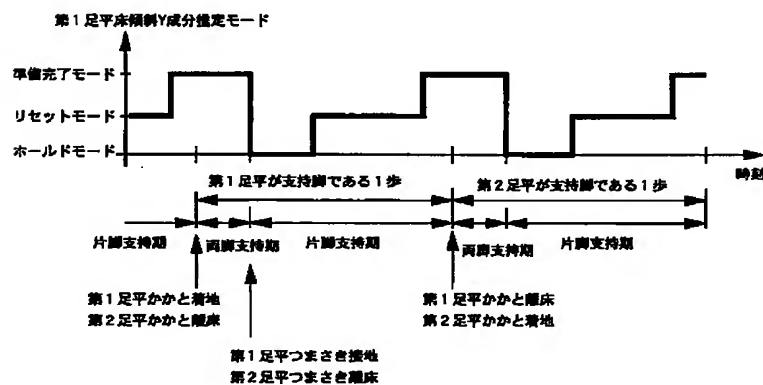 第1足平床傾斜Y成分推定モード
準備完了モード
リセットモード
ホールドモード
時刻
第1足平が支持脚である1歩
第2足平が支持脚である1歩
片脚支持期
両脚支持期
片脚支持期
両脚支持期
片脚支持期
第1足平かかと着地
第2足平かかと離床
第1足平かかと離床
第2足平かかと着地
第1足平つまさき接地
第2足平つまさき離床